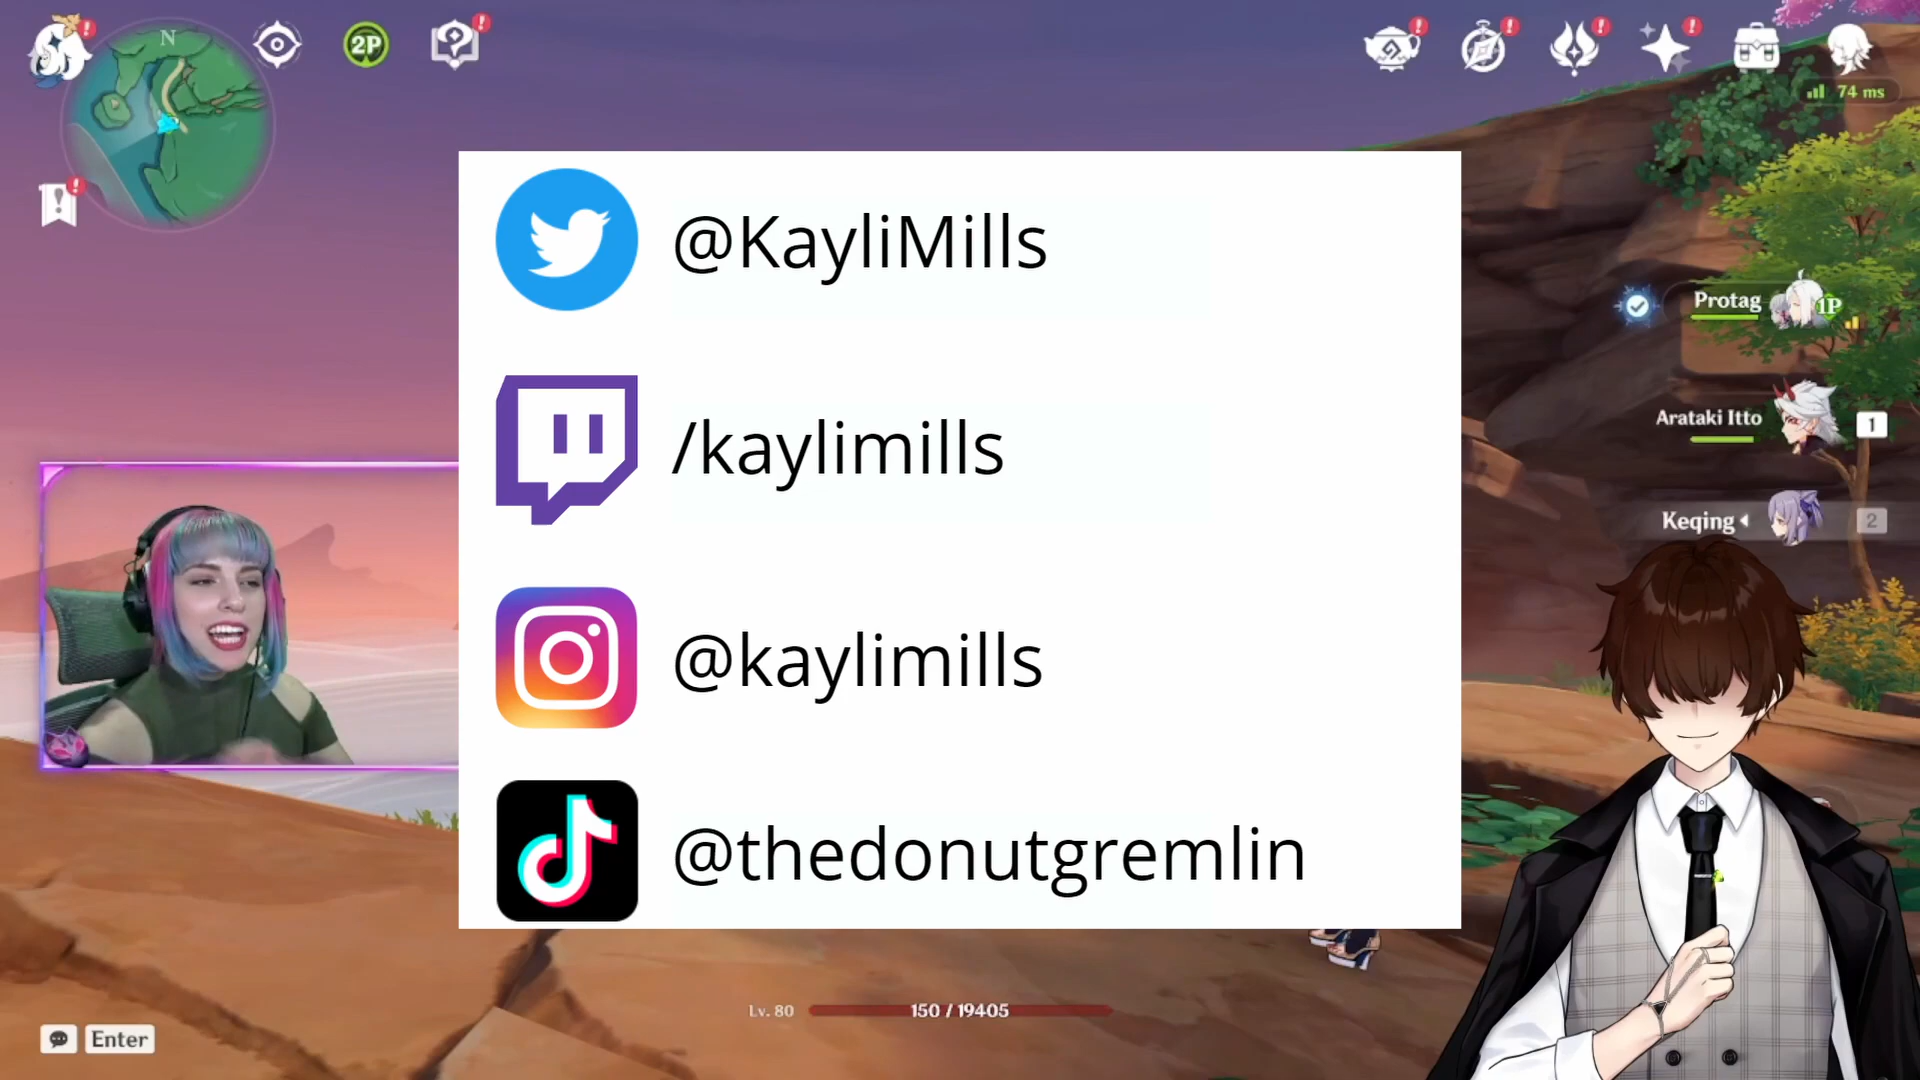 N
2P
74 ms
@KayliMills
Protag
1P
/kaylimills
Arataki Itto
1
Keqing
2
@kaylimills
@thedonutgremlin
Lv. 80
150 / 19405
Enter